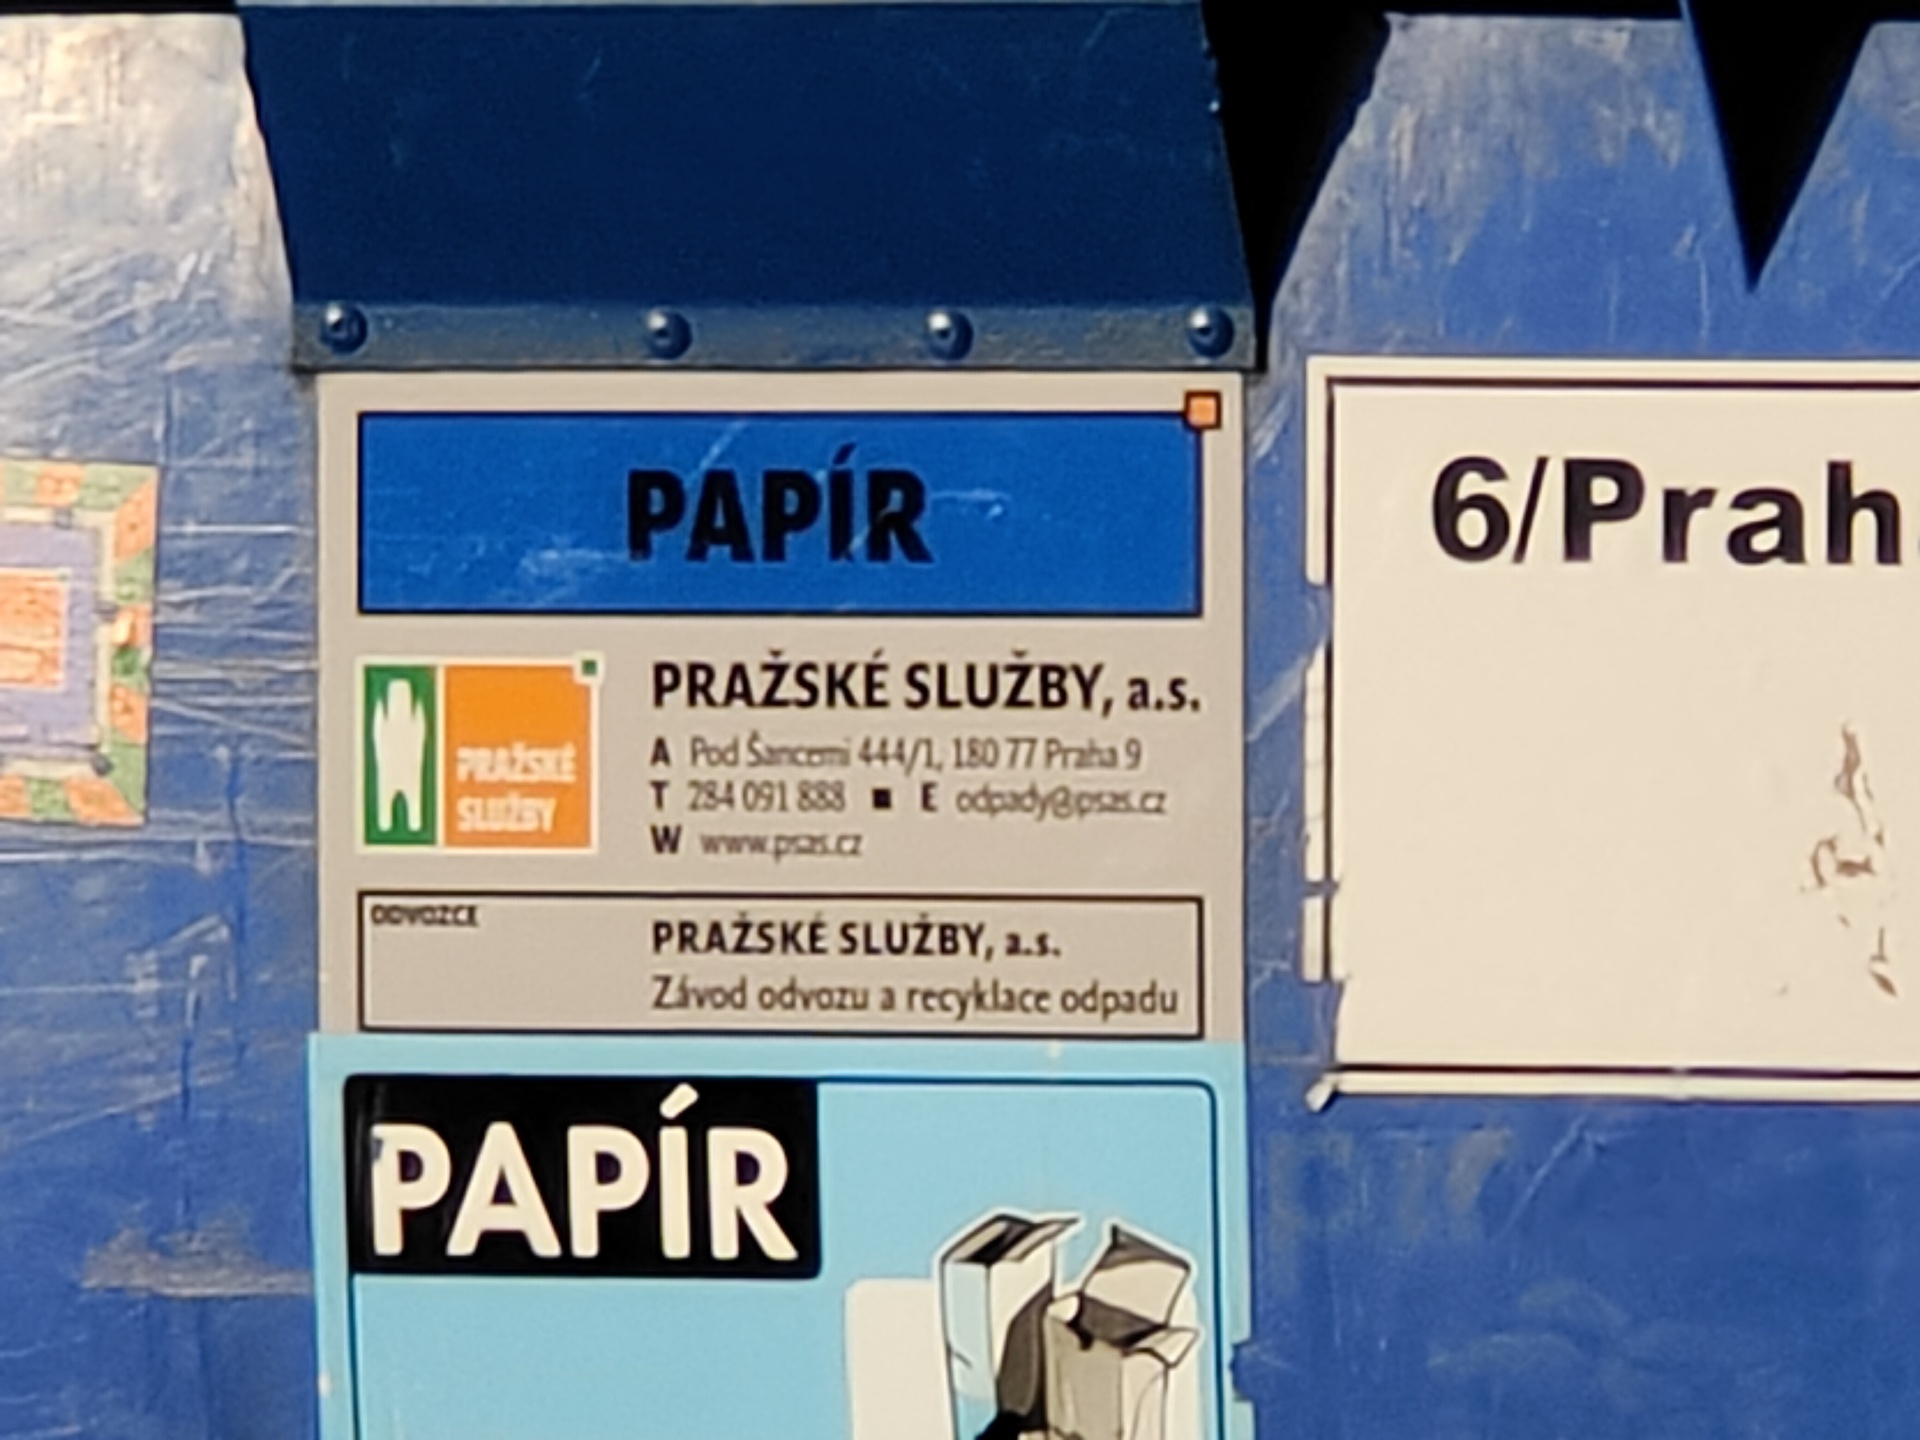 PAPÍR
PRAŽSKÉ
SLUŽBY
PRAŽSKÉ SLUŽBY, a.s.
A Pod Šancemi 444/1, 180 77 Praha 9
T 284 091 888 ■ E odpady@psas.cz
W www.psas.cz
ODVOZCE
PRAŽSKÉ SLUŽBY, a.s.
Závod odvozu a recyklace odpadu
PAPÍR
6/Prah